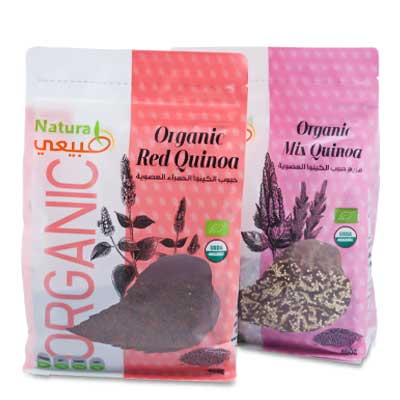 Natural
طبيعي
ORGANIC
Organic
Red Quinoa
حبوب الكينوا الحمراء العضوية
USDA
ORGANIC
Organic
Mix Quinoa
مزيج حبوب الكينوا العضوية
USDA
ORGANIC